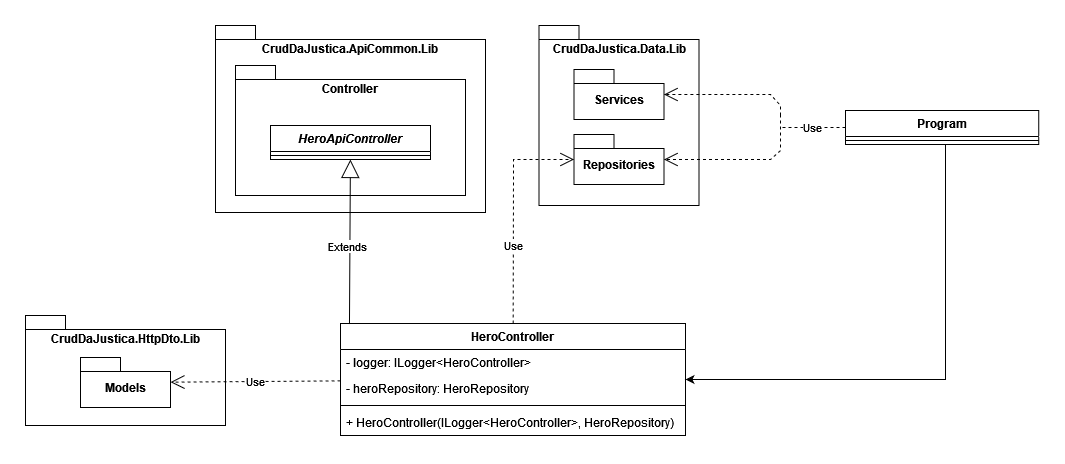 CrudDaJustica.ApiCommon.Lib
Controller
HeroApiController
Extends
CrudDaJustica.Data.Lib
Services
Repositories
Use
Program
Use
CrudDaJustica.HttpDto.Lib
Models
Use
HeroController
- logger: ILogger<HeroController>
- heroRepository: HeroRepository
+ HeroController(ILogger<HeroController>, HeroRepository)